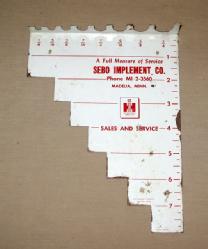 A Full Measure of Service
SEBO IMPLEMENT CO.
Phone MI 2-3560
MADELIA, MINN.
SALES AND SERVICE
1
2
3
4
5
6
7